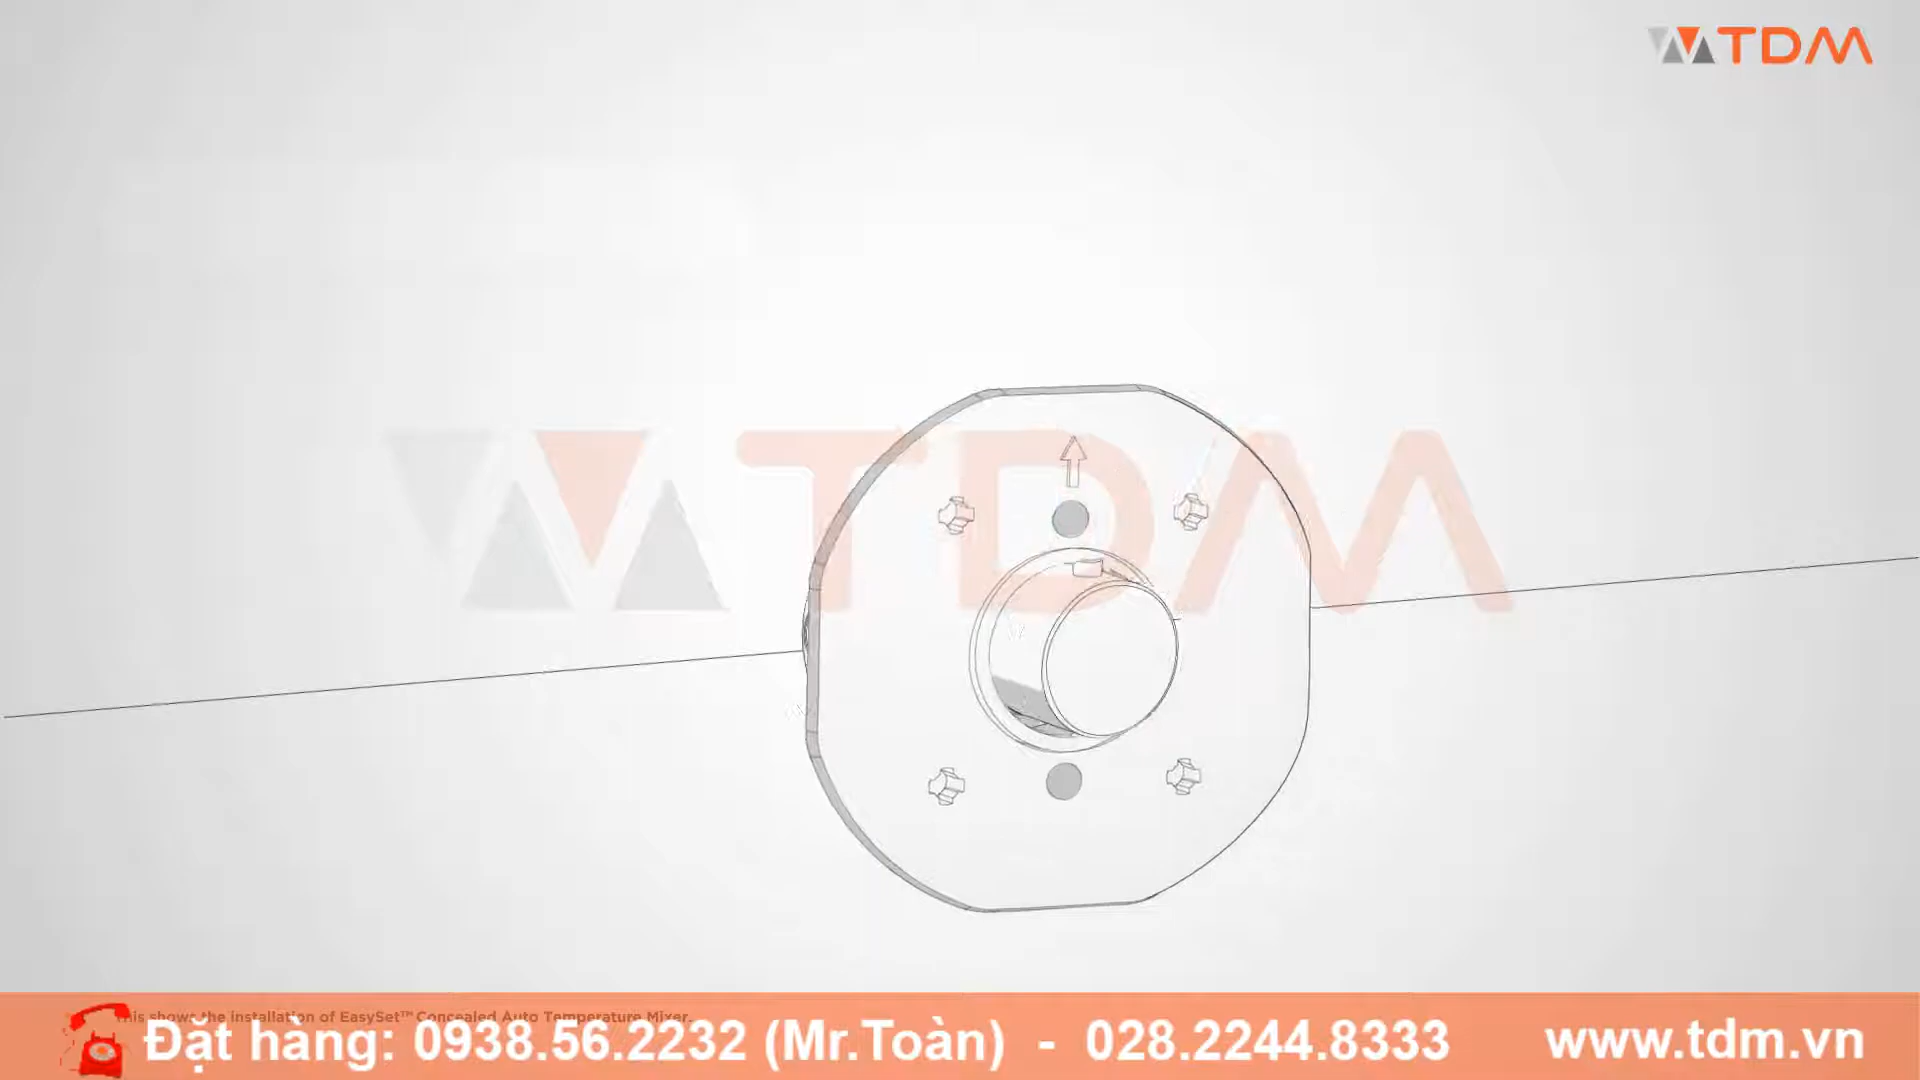 TDM
TDM
This shows the installation of EasySet™ Concealed Auto Temperature Mixer.
Đặt hàng: 0938.56.2232 (Mr.Toàn) - 028.2244.8333 www.tdm.vn